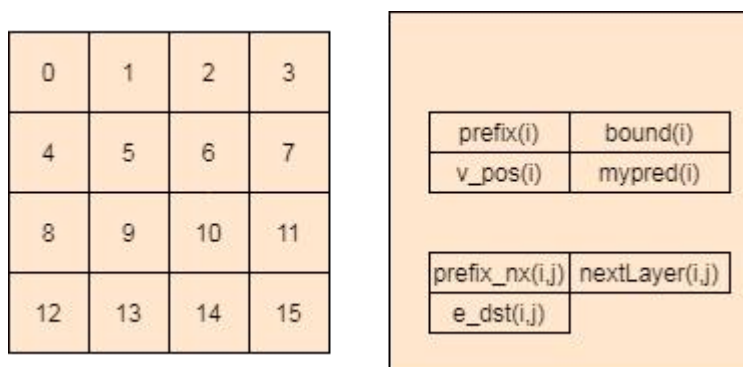 0 1 2 3
4 5 6 7
8 9 10 11
12 13 14 15
prefix(i) bound(i)
v_pos(i) mypred(i)
prefix_nx(i,j) nextLayer(i,j)
e_dst(i,j)